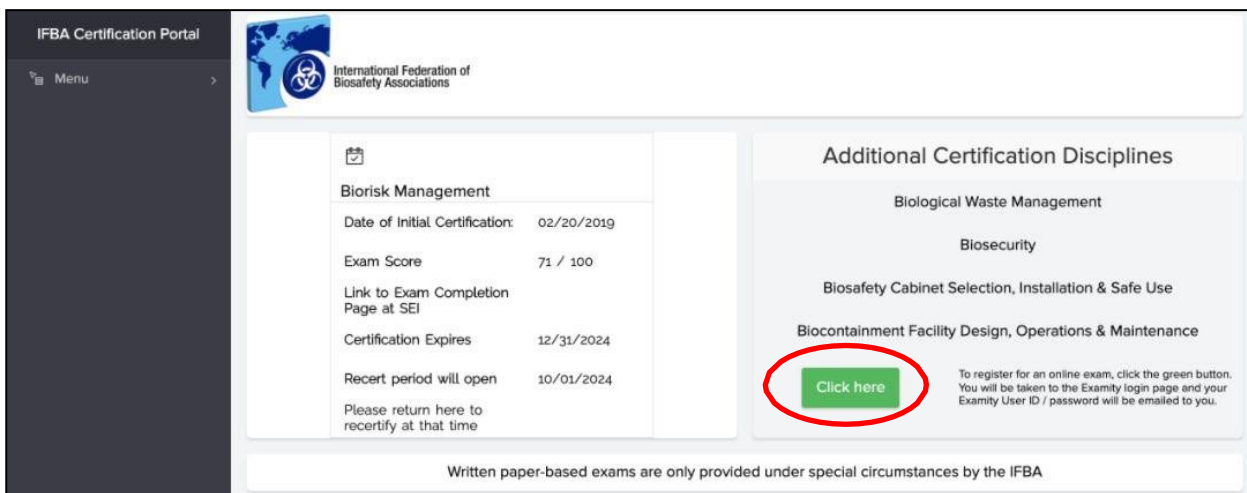 IFBA Certification Portal
Menu
International Federation of
Biosafety Associations
Biorisk Management
Date of Initial Certification: 02/20/2019
Exam Score 71 / 100
Link to Exam Completion
Page at SEI
Certification Expires 12/31/2024
Recert period will open 10/01/2024
Please return here to
recertify at that time
Additional Certification Disciplines
Biological Waste Management
Biosecurity
Biosafety Cabinet Selection, Installation & Safe Use
Biocontainment Facility Design, Operations & Maintenance
Click here
To register for an online exam, click the green button.
You will be taken to the Examity login page and your
Examity User ID / password will be emailed to you.
Written paper-based exams are only provided under special circumstances by the IFBA